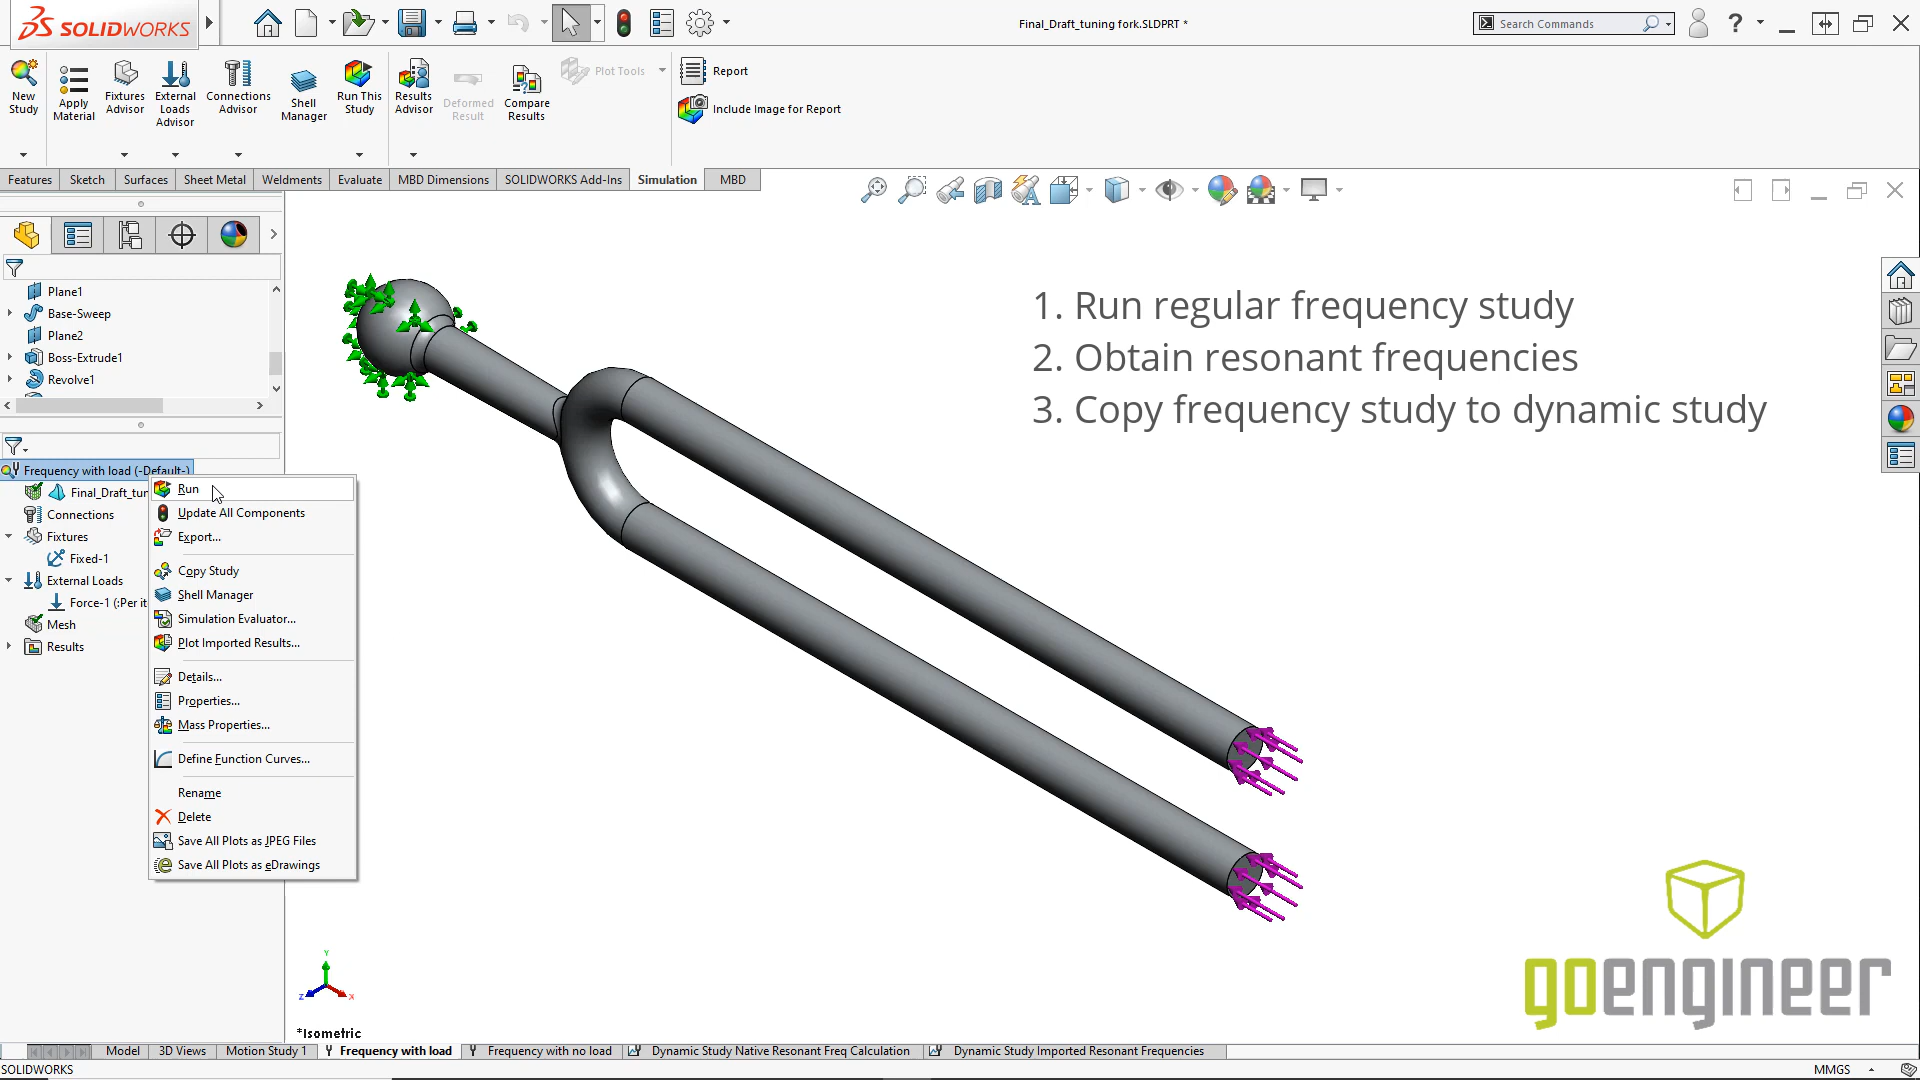 SOLIDWORKS
Final_Draft_tuning fork.SLDPRT *
Search Commands
?
New Study
Apply Material
Fixtures Advisor
External Loads Advisor
Connections Advisor
Shell Manager
Run This Study
Results Advisor
Deformed Result
Compare Results
Plot Tools
Report
Include Image for Report
Features
Sketch
Surfaces
Sheet Metal
Weldments
Evaluate
MBD Dimensions
SOLIDWORKS Add-Ins
Simulation
MBD
Plane1
Base-Sweep
Plane2
Boss-Extrude1
Revolve1
Frequency with load (-Default-)
Final_Draft_tun
Connections
Fixtures
Fixed-1
External Loads
Force-1 (:Per it
Mesh
Results
Run
Update All Components
Export...
Copy Study
Shell Manager
Simulation Evaluator...
Plot Imported Results...
Details...
Properties...
Mass Properties...
Define Function Curves...
Rename
Delete
Save All Plots as JPEG Files
Save All Plots as eDrawings
1. Run regular frequency study
2. Obtain resonant frequencies
3. Copy frequency study to dynamic study
goengineer
Y
Z
X
*Isometric
Model
3D Views
Motion Study 1
Frequency with load
Frequency with no load
Dynamic Study Native Resonant Freq Calculation
Dynamic Study Imported Resonant Frequencies
SOLIDWORKS
MMGS